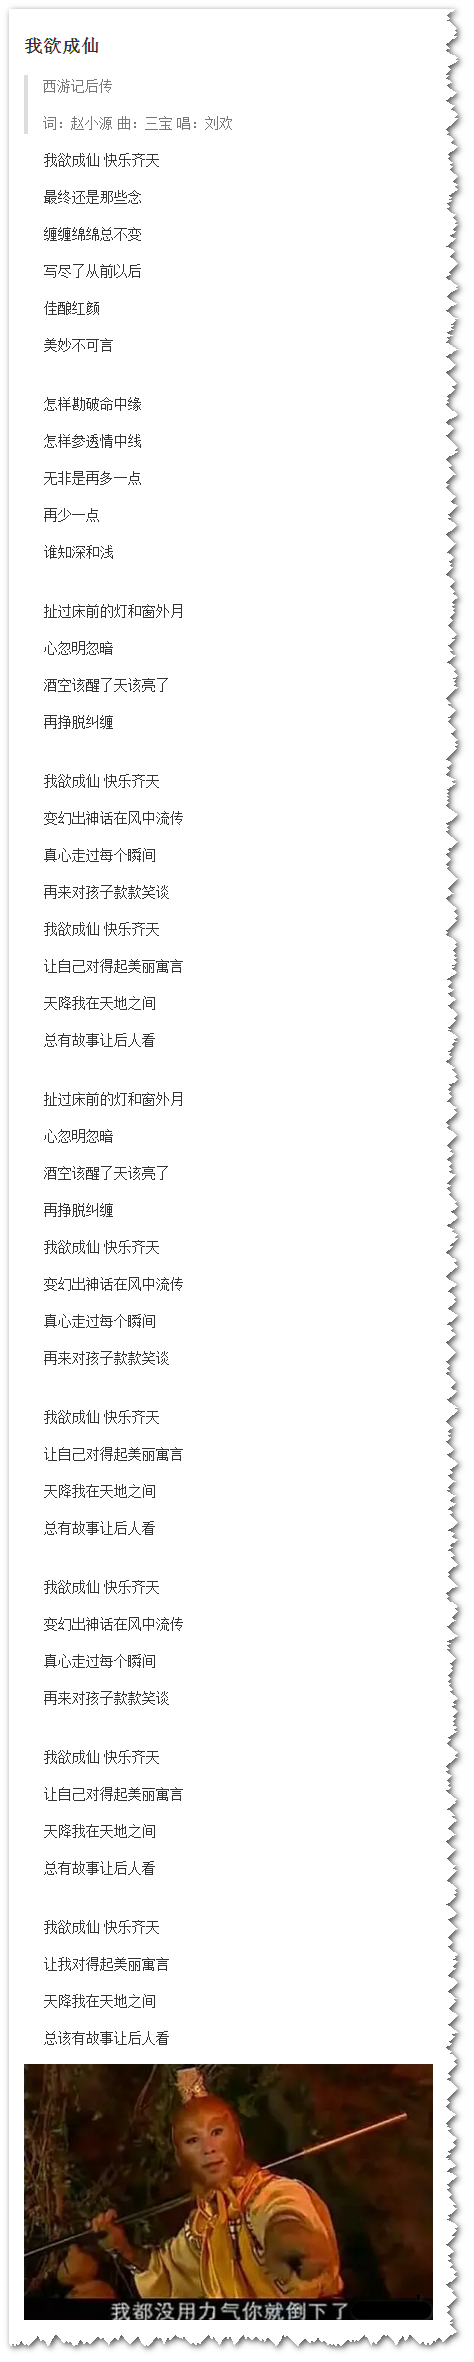 我欲成仙
西游记后传
词：赵小源 曲：三宝 唱：刘欢
我欲成仙 快乐齐天
最终还是那些念
缠缠绵绵总不变
写尽了从前以后
佳酿红颜
美妙不可言
怎样勘破命中缘
怎样参透情中线
无非是再多一点
再少一点
谁知深和浅
扯过床前的灯和窗外月
心忽明忽暗
酒空该醒了天该亮了
再挣脱纠缠
我欲成仙 快乐齐天
变幻出神话在风中流传
真心走过每个瞬间
再来对孩子款款笑谈
我欲成仙 快乐齐天
让自己对得起美丽寓言
天降我在天地之间
总有故事让后人看
扯过床前的灯和窗外月
心忽明忽暗
酒空该醒了天该亮了
再挣脱纠缠
我欲成仙 快乐齐天
变幻出神话在风中流传
真心走过每个瞬间
再来对孩子款款笑谈
我欲成仙 快乐齐天
让自己对得起美丽寓言
天降我在天地之间
总有故事让后人看
我欲成仙 快乐齐天
变幻出神话在风中流传
真心走过每个瞬间
再来对孩子款款笑谈
我欲成仙 快乐齐天
让自己对得起美丽寓言
天降我在天地之间
总有故事让后人看
我欲成仙 快乐齐天
让我对得起美丽寓言
天降我在天地之间
总该有故事让后人看
我都没用力气你就倒下了